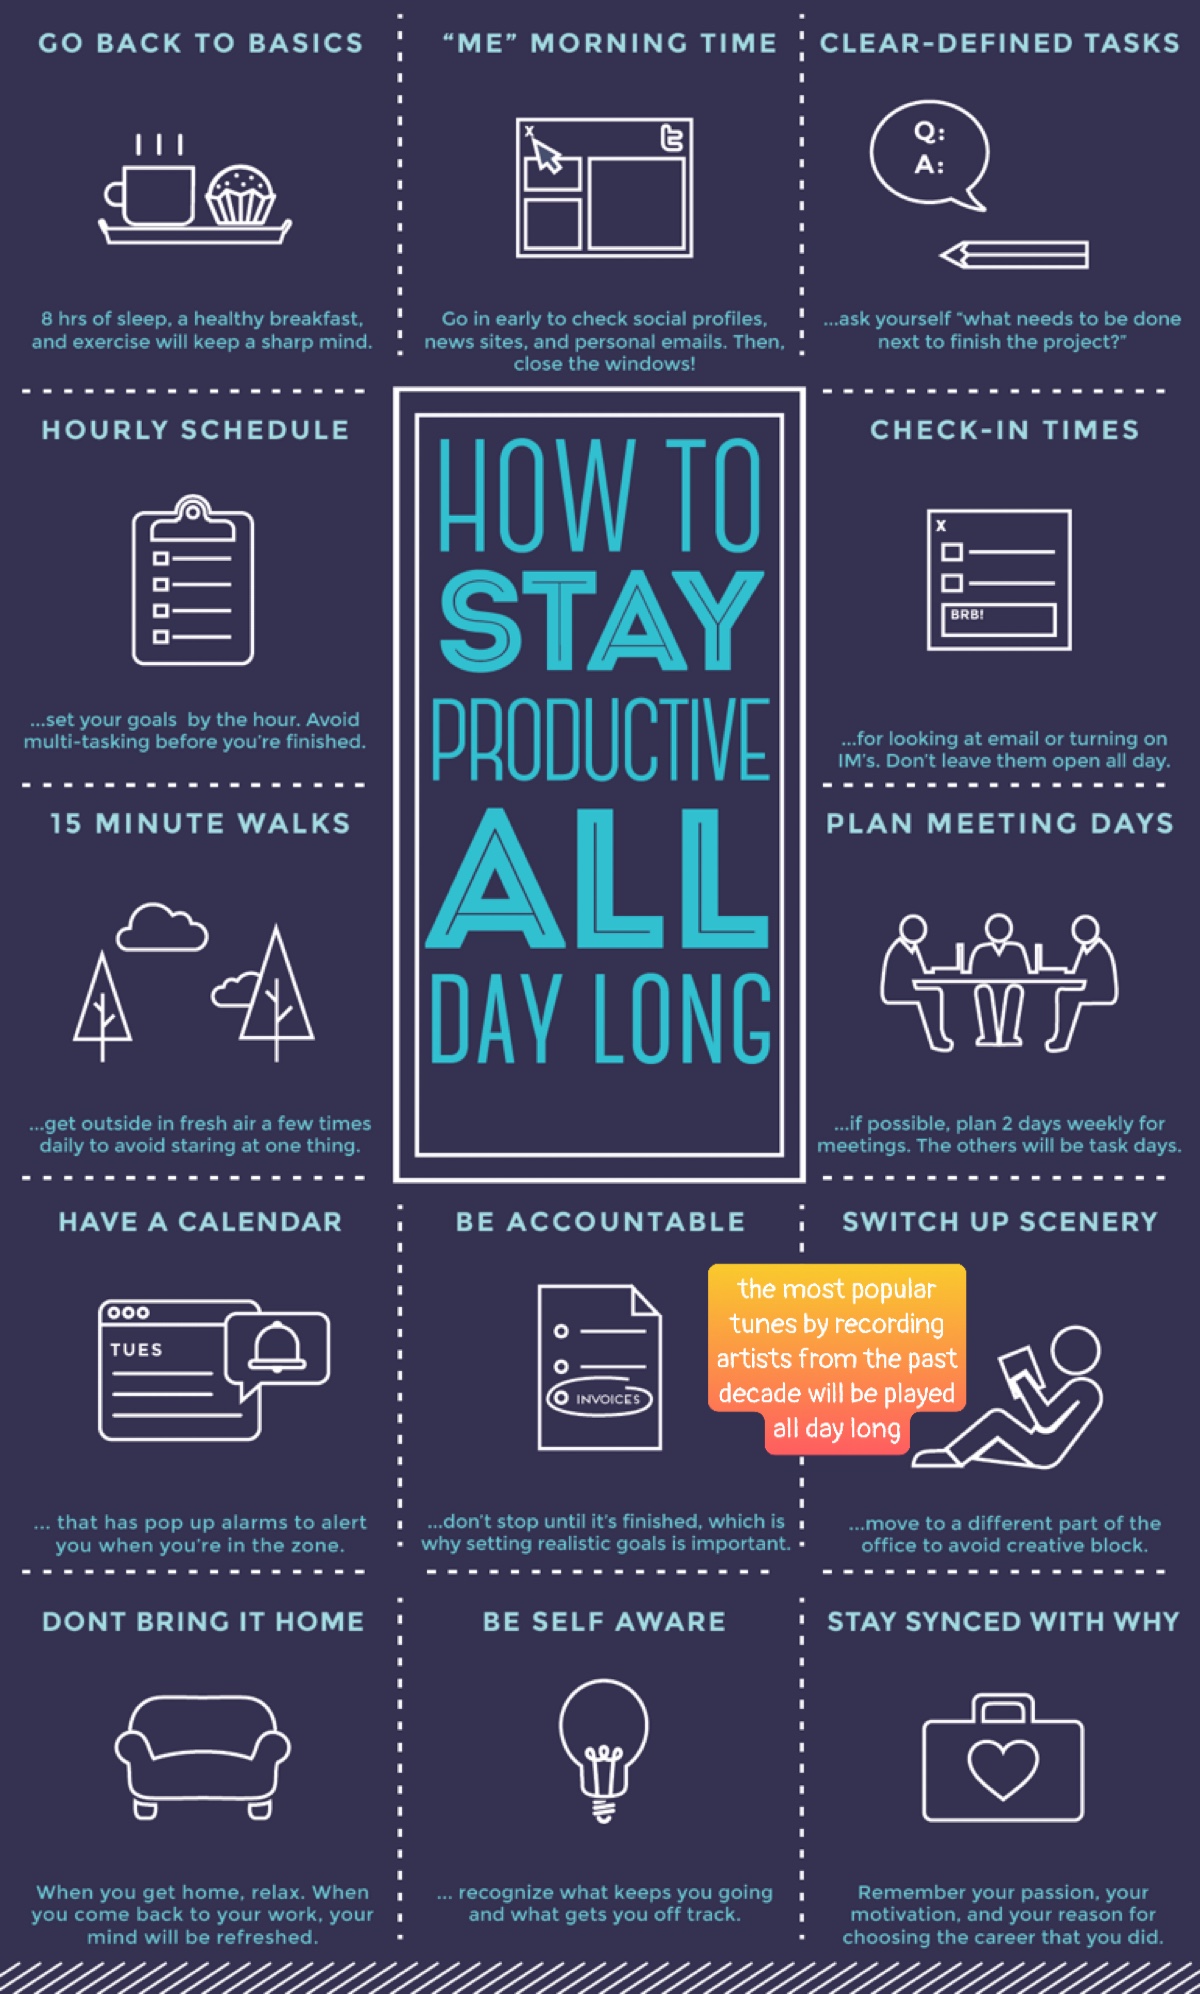 GO BACK TO BASICS
8 hrs of sleep, a healthy breakfast,
and exercise will keep a sharp mind.
“ME” MORNING TIME
X
t
Go in early to check social profiles,
news sites, and personal emails. Then,
close the windows!
CLEAR-DEFINED TASKS
Q:
A:
...ask yourself “what needs to be done
next to finish the project?”
HOURLY SCHEDULE
...set your goals by the hour. Avoid
multi-tasking before you’re finished.
HOW TO
STAY
PRODUCTIVE
ALL
DAY LONG
CHECK-IN TIMES
X
BRB!
...for looking at email or turning on
IM’s. Don’t leave them open all day.
15 MINUTE WALKS
...get outside in fresh air a few times
daily to avoid staring at one thing.
PLAN MEETING DAYS
...if possible, plan 2 days weekly for
meetings. The others will be task days.
HAVE A CALENDAR
TUES
... that has pop up alarms to alert
you when you’re in the zone.
BE ACCOUNTABLE
INVOICES
...don’t stop until it’s finished, which is
why setting realistic goals is important.
the most popular
tunes by recording
artists from the past
decade will be played
all day long
SWITCH UP SCENERY
...move to a different part of the
office to avoid creative block.
DONT BRING IT HOME
When you get home, relax. When
you come back to your work, your
mind will be refreshed.
BE SELF AWARE
... recognize what keeps you going
and what gets you off track.
STAY SYNCED WITH WHY
Remember your passion, your
motivation, and your reason for
choosing the career that you did.